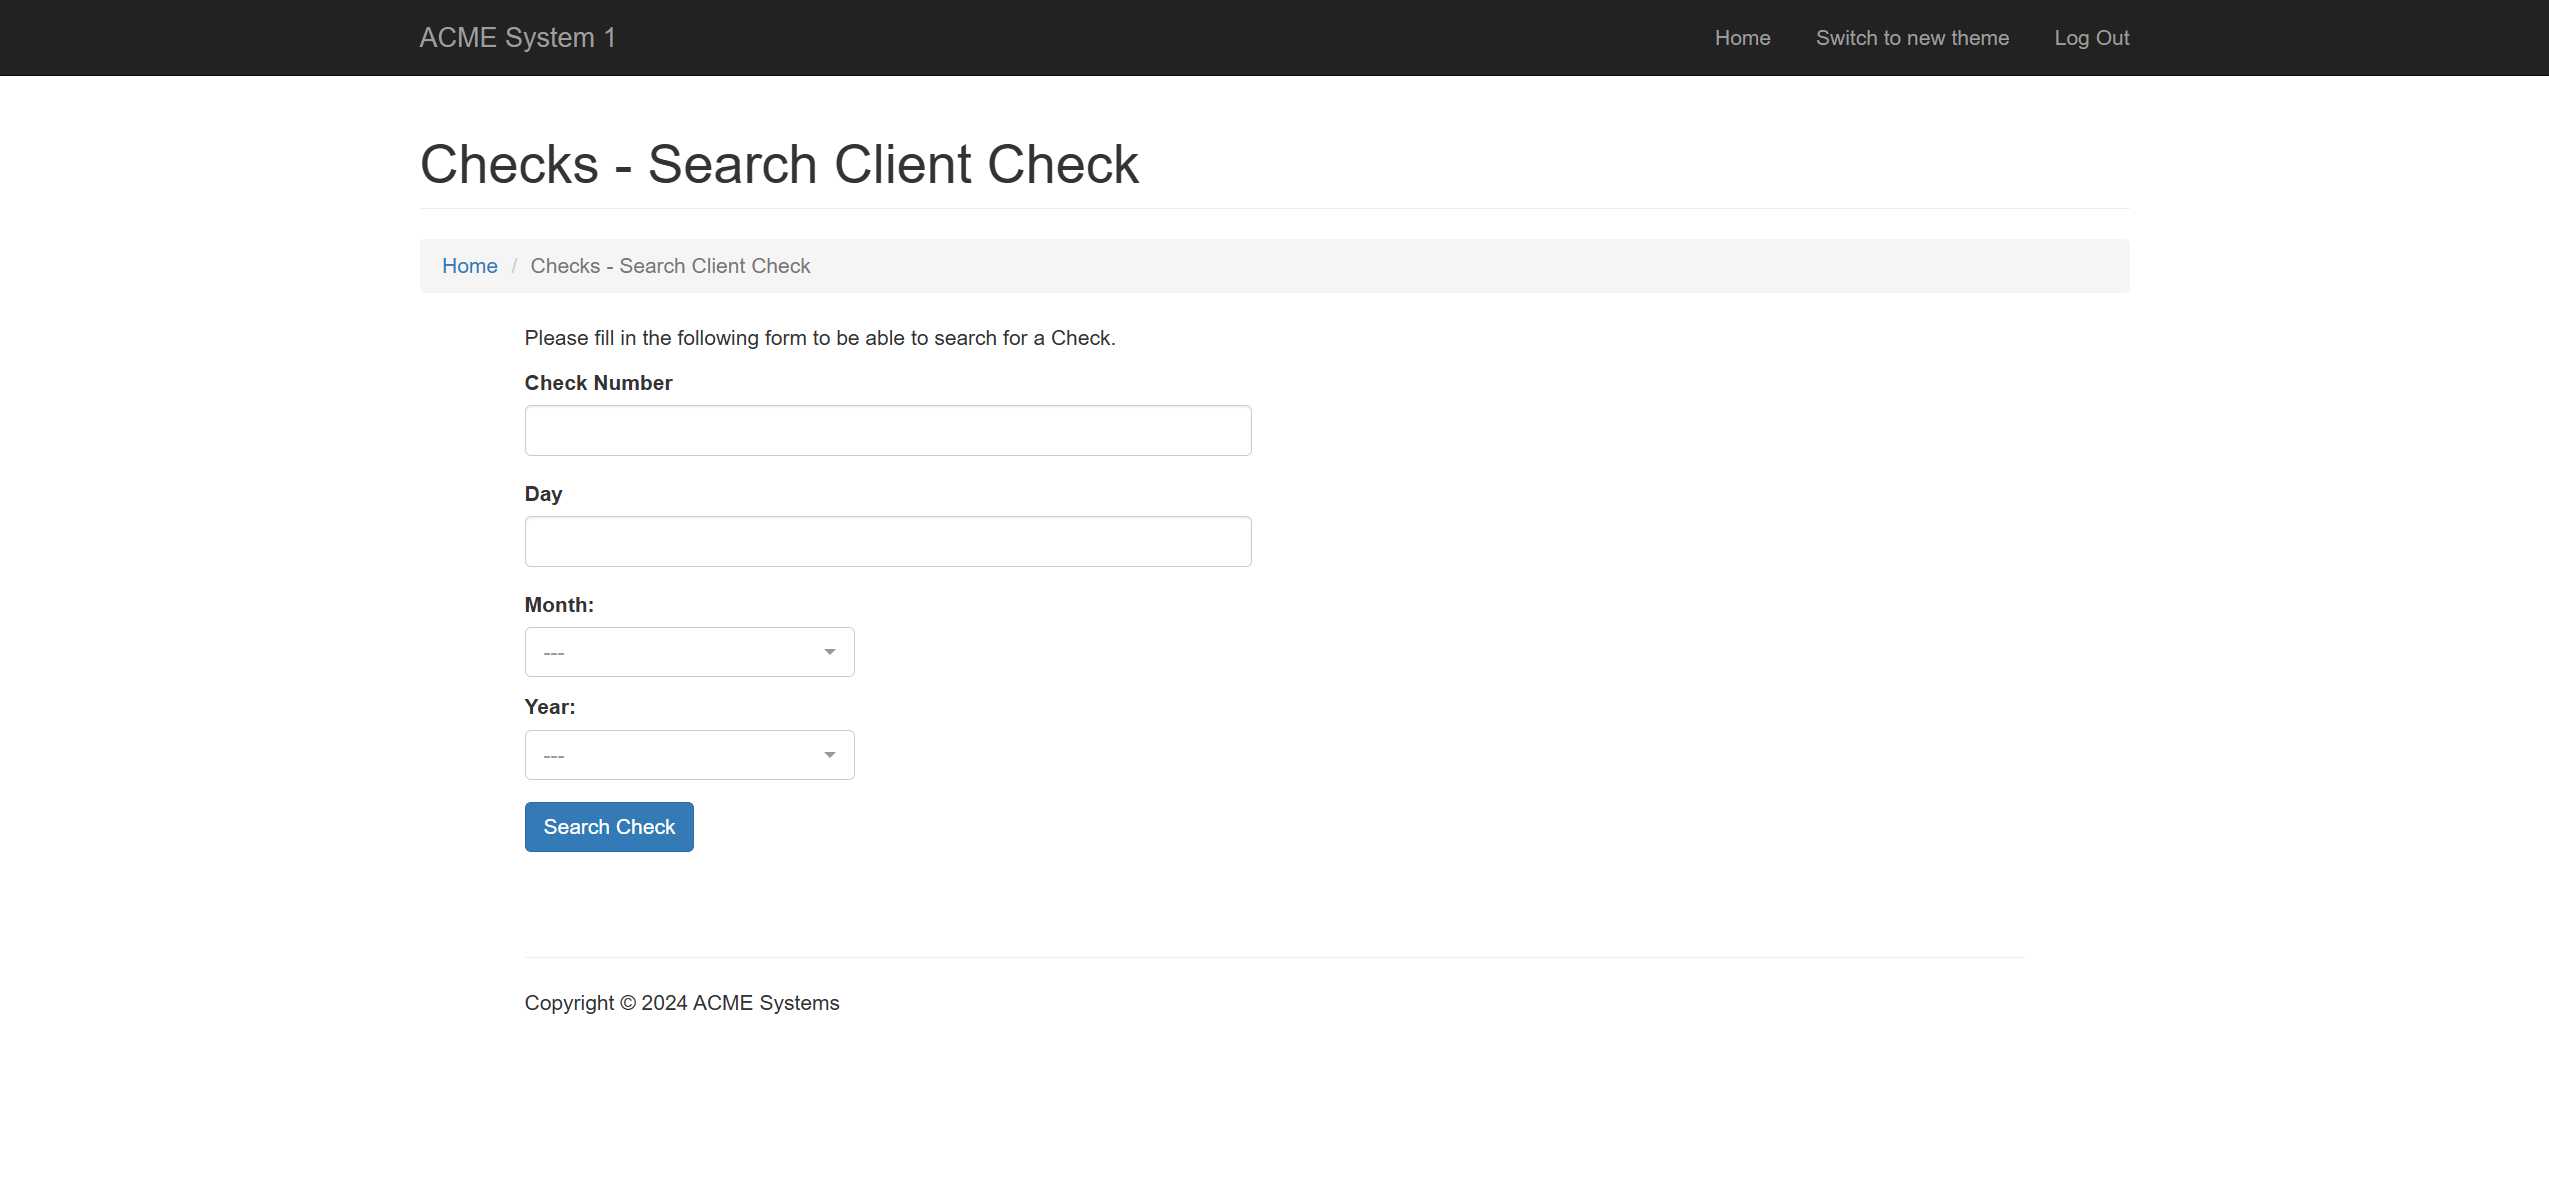 ACME System 1
Home
Switch to new theme
Log Out
Checks - Search Client Check
Home / Checks - Search Client Check
Please fill in the following form to be able to search for a Check.
Check Number
Day
Month:
---
Year:
---
Search Check
Copyright © 2024 ACME Systems